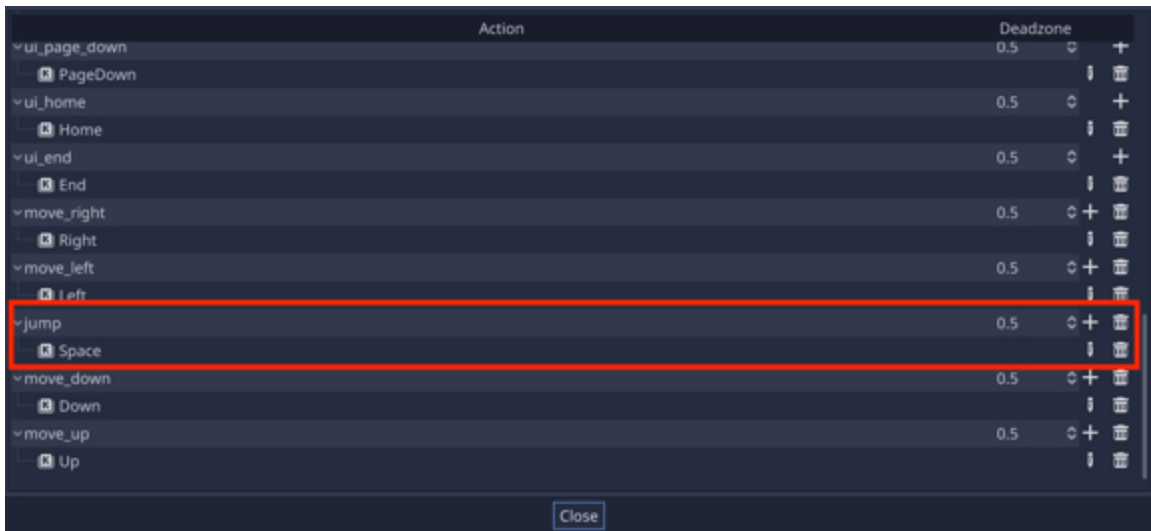 Action Deadzone
ui_page_down 0.5
K PageDown
ui_home 0.5
K Home
ui_end 0.5
K End
move_right 0.5
K Right
move_left 0.5
K Left
jump 0.5
K Space
move_down 0.5
K Down
move_up 0.5
K Up
Close